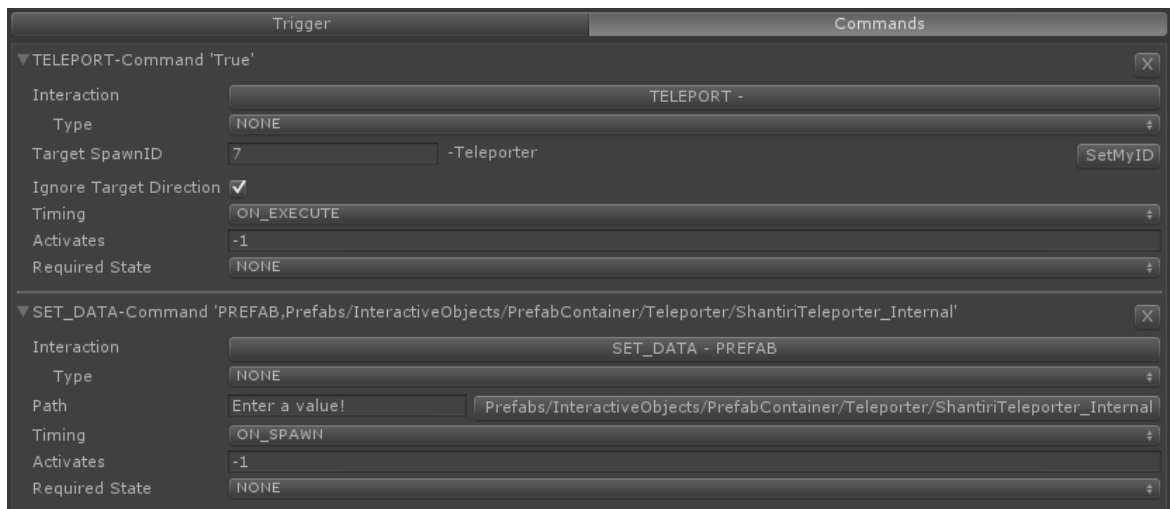 Trigger Commands
TELEPORT-Command 'True' X
Interaction TELEPORT -
Type NONE
Target SpawnID 7 -Teleporter SetMyID
Ignore Target Direction
Timing ON_EXECUTE
Activates -1
Required State NONE
SET_DATA-Command 'PREFAB,Prefabs/InteractiveObjects/PrefabContainer/Teleporter/ShantiriTeleporter_Internal' X
Interaction SET_DATA - PREFAB
Type NONE
Path Enter a value! Prefabs/InteractiveObjects/PrefabContainer/Teleporter/ShantiriTeleporter_Internal
Timing ON_SPAWN
Activates -1
Required State NONE